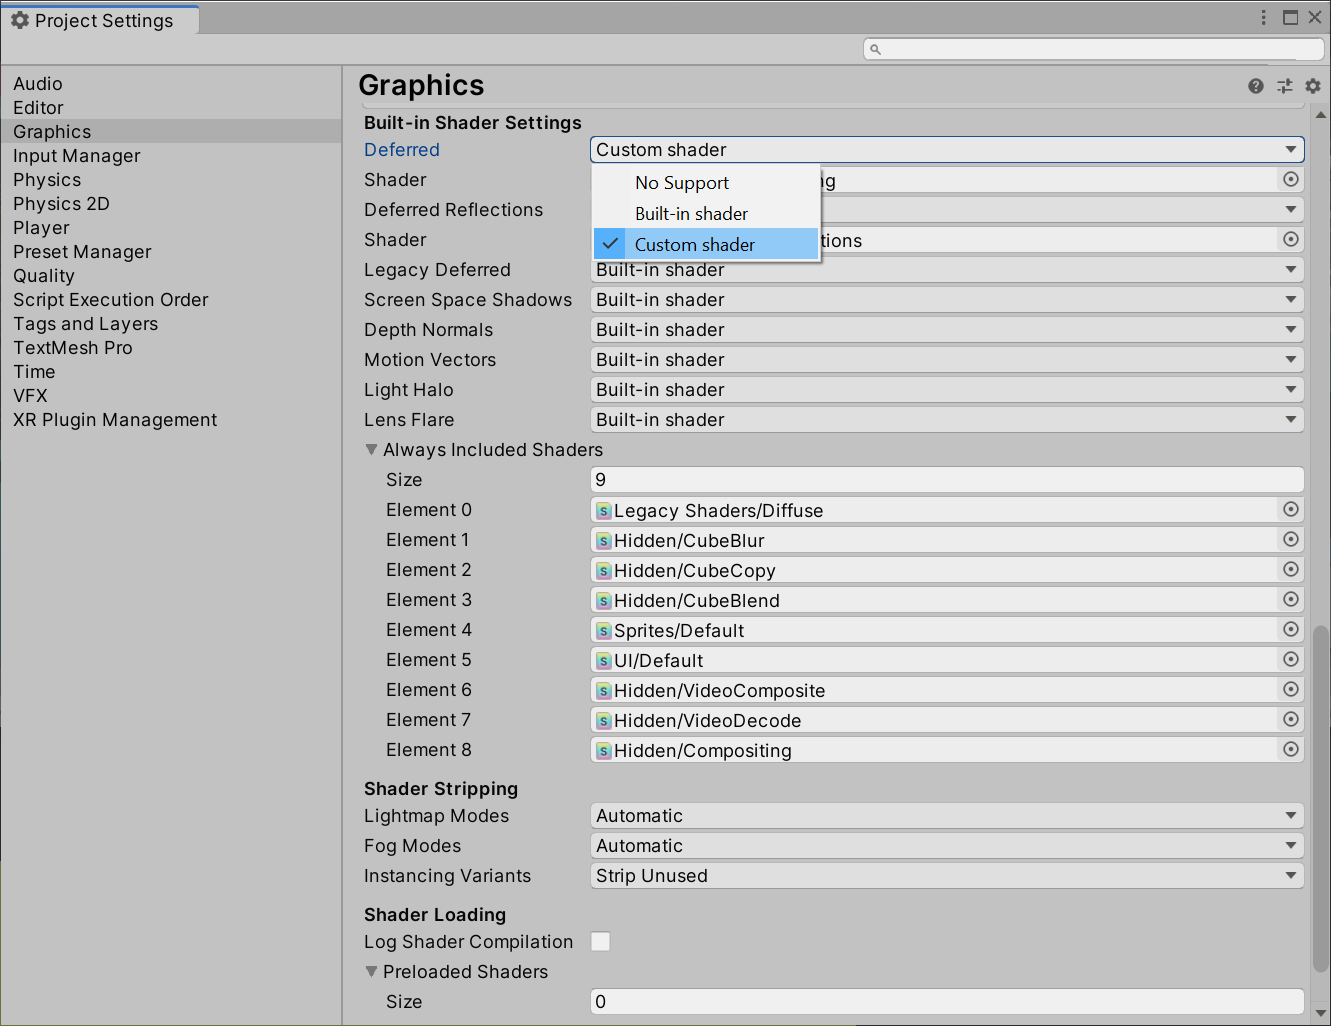 Project Settings
Audio
Editor
Graphics
Input Manager
Physics
Physics 2D
Player
Preset Manager
Quality
Script Execution Order
Tags and Layers
TextMesh Pro
Time
VFX
XR Plugin Management
Graphics
Built-in Shader Settings
Deferred Custom shader
No Support
Built-in shader
Custom shader
Shader ng
Deferred Reflections
Shader tions
Legacy Deferred Built-in shader
Screen Space Shadows Built-in shader
Depth Normals Built-in shader
Motion Vectors Built-in shader
Light Halo Built-in shader
Lens Flare Built-in shader
Always Included Shaders
Size 9
Element 0 S Legacy Shaders/Diffuse
Element 1 S Hidden/CubeBlur
Element 2 S Hidden/CubeCopy
Element 3 S Hidden/CubeBlend
Element 4 S Sprites/Default
Element 5 S UI/Default
Element 6 S Hidden/VideoComposite
Element 7 S Hidden/VideoDecode
Element 8 S Hidden/Compositing
Shader Stripping
Lightmap Modes Automatic
Fog Modes Automatic
Instancing Variants Strip Unused
Shader Loading
Log Shader Compilation
Preloaded Shaders
Size 0